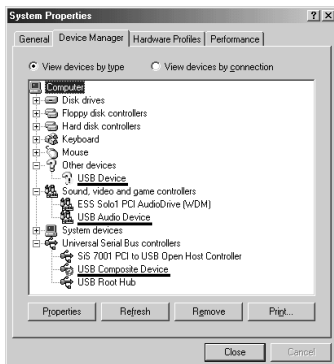 System Properties
General Device Manager Hardware Profiles Performance
View devices by type View devices by connection
Computer
Disk drives
Floppy disk controllers
Hard disk controllers
Keyboard
Mouse
Other devices
USB Device
Sound, video and game controllers
ESS Solo1 PCI AudioDrive (WDM)
USB Audio Device
System devices
Universal Serial Bus controllers
SiS 7001 PCI to USB Open Host Controller
USB Composite Device
USB Root Hub
Properties Refresh Remove Print...
Close Cancel